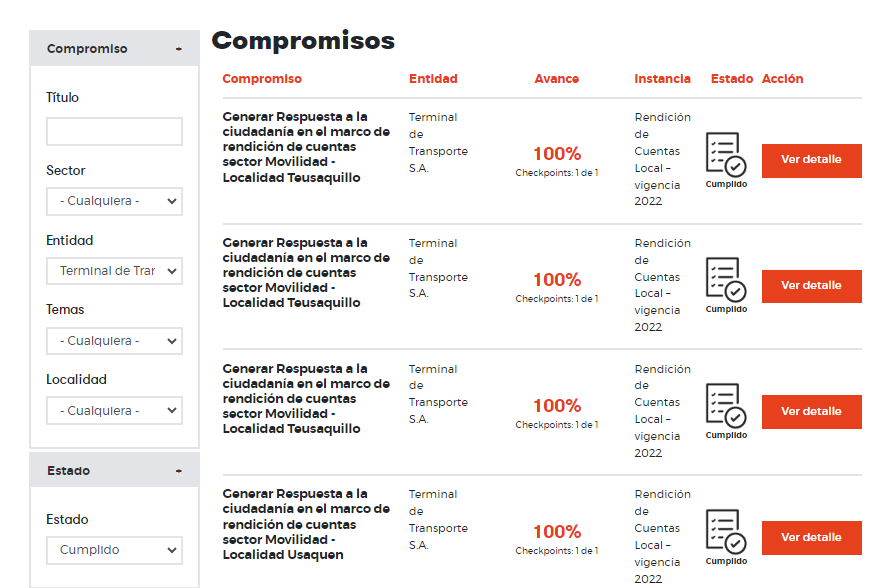 Compromiso
Título
Sector
- Cualquiera -
Entidad
Terminal de Trar
Temas
- Cualquiera -
Localidad
- Cualquiera -
Estado
Estado
Cumplido
Compromisos
Compromiso Entidad Avance Instancia Estado Acción
Generar Respuesta a la
ciudadanía en el marco de
rendición de cuentas
sector Movilidad -
Localidad Teusaquillo
Terminal
de
Transporte
S.A.
100%
Checkpoints: 1 de 1
Rendición
de
Cuentas
Local –
vigencia
2022
Cumplido
Ver detalle
Generar Respuesta a la
ciudadanía en el marco de
rendición de cuentas
sector Movilidad -
Localidad Teusaquillo
Terminal
de
Transporte
S.A.
100%
Checkpoints: 1 de 1
Rendición
de
Cuentas
Local –
vigencia
2022
Cumplido
Ver detalle
Generar Respuesta a la
ciudadanía en el marco de
rendición de cuentas
sector Movilidad -
Localidad Teusaquillo
Terminal
de
Transporte
S.A.
100%
Checkpoints: 1 de 1
Rendición
de
Cuentas
Local –
vigencia
2022
Cumplido
Ver detalle
Generar Respuesta a la
ciudadanía en el marco de
rendición de cuentas
sector Movilidad -
Localidad Usaquen
Terminal
de
Transporte
S.A.
100%
Checkpoints: 1 de 1
Rendición
de
Cuentas
Local –
vigencia
2022
Cumplido
Ver detalle